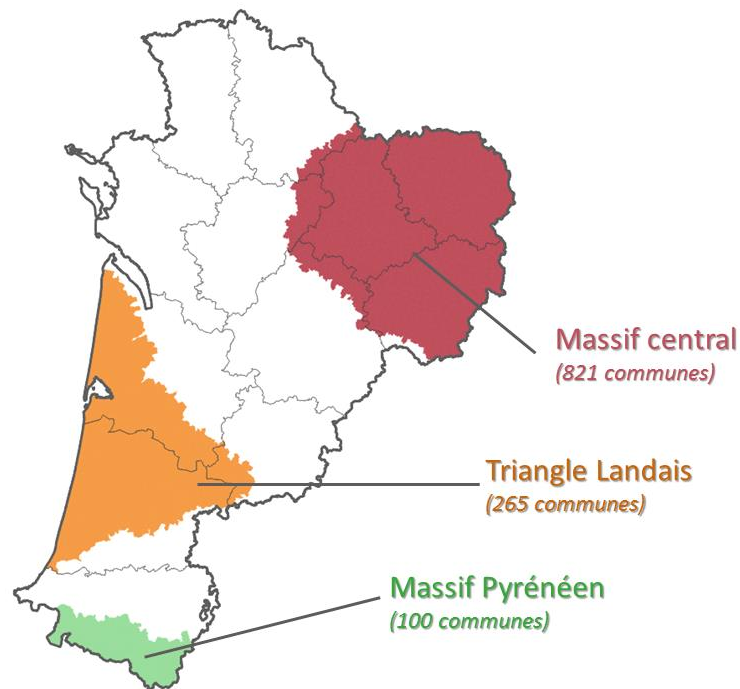 Massif central
(821 communes)
Triangle Landais
(265 communes)
Massif Pyrénéen
(100 communes)